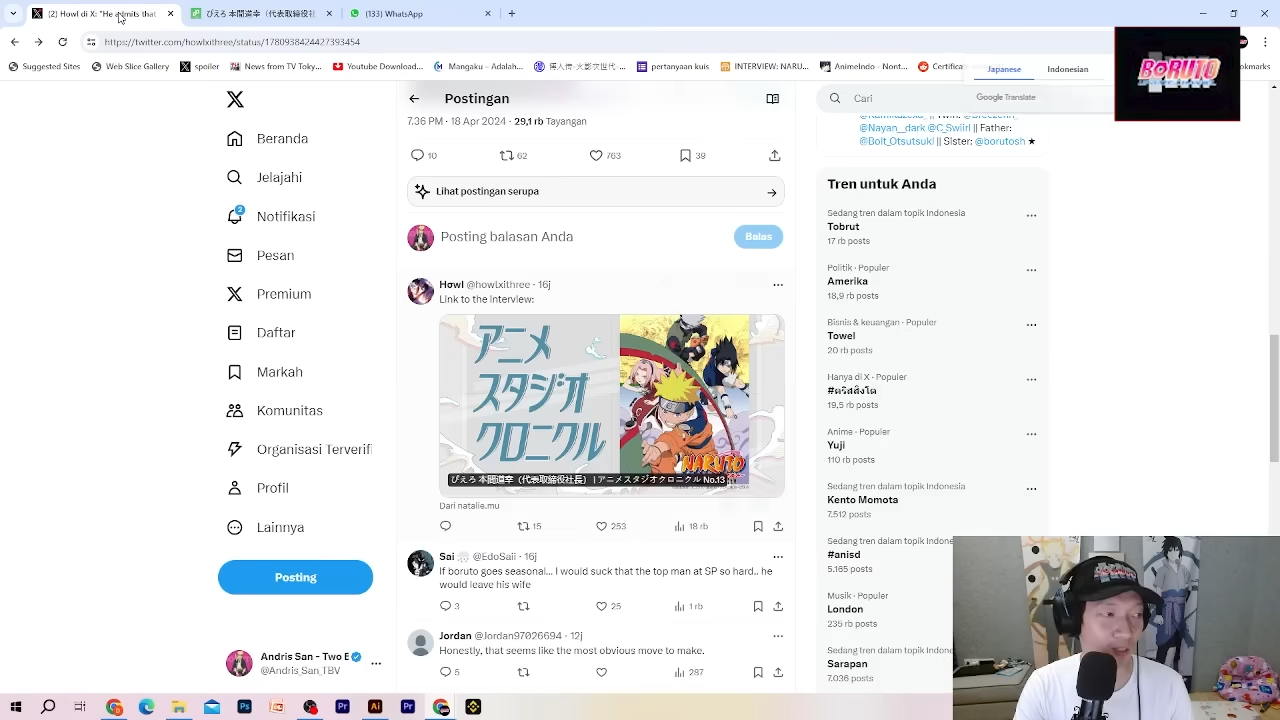 (2) Howl di X: "He admits that
ぴえろ 本間道幸（代表取締役社
(33) WhatsApp
https://twitter.com/howlxithree/status/1780938424427393454
Suggested Sites
Web Slice Gallery
spoiler
News from TV Tokyo...
Youtube Download...
pertanyaan kuis
INTERVIEW: NARU...
AnimeIndo - Nont...
Certifica
okmarks
Japanese
Indonesian
Google Translate
BORUTO
Postingan
Cari
7.36 PM · 18 Apr 2024 · 29,1 rb Tayangan
10
62
763
39
Lihat postingan serupa
Posting balasan Anda
Balas
Howl @howlxithree · 16j
Link to the interview:
アニメ
スタジオ
クロニクル
NARUTO
ぴえろ 本間道幸（代表取締役社長） | アニメスタジオクロニクル No.13
Dari natalie.mu
15
253
18 rb
Sai @EdoSaii · 16j
If boruto goes seasonal... I would suck that the top man at SP so hard.. he
would leave his wife
3
25
1 rb
Jordan @Jordan97026694 · 12j
Honestly, that seems like the most obvious move to make.
5
287
Beranda
Jelajahi
2
Notifikasi
Pesan
Premium
Daftar
Markah
Komunitas
Organisasi Terverifi
Profil
Lainnya
Posting
Andris San - Two B
@Andris_San_TBV
@Nayan__dark @C_Swiirl || Father:
@Bolt_Otsutsuki || Sister: @borutosh ★
Tren untuk Anda
Sedang tren dalam topik Indonesia
Tobrut
17 rb posts
Politik · Populer
Amerika
18,9 rb posts
Bisnis & keuangan · Populer
Towel
20 rb posts
Hanya di X · Populer
19,5 rb posts
Anime · Populer
Yuji
110 rb posts
Sedang tren dalam topik Indonesia
Kento Momota
7.512 posts
Sedang tren dalam topik Indone
#anisd
5.165 posts
Musik · Populer
London
235 rb posts
Sedang tren dalam topik Indone
Sarapan
7.036 posts